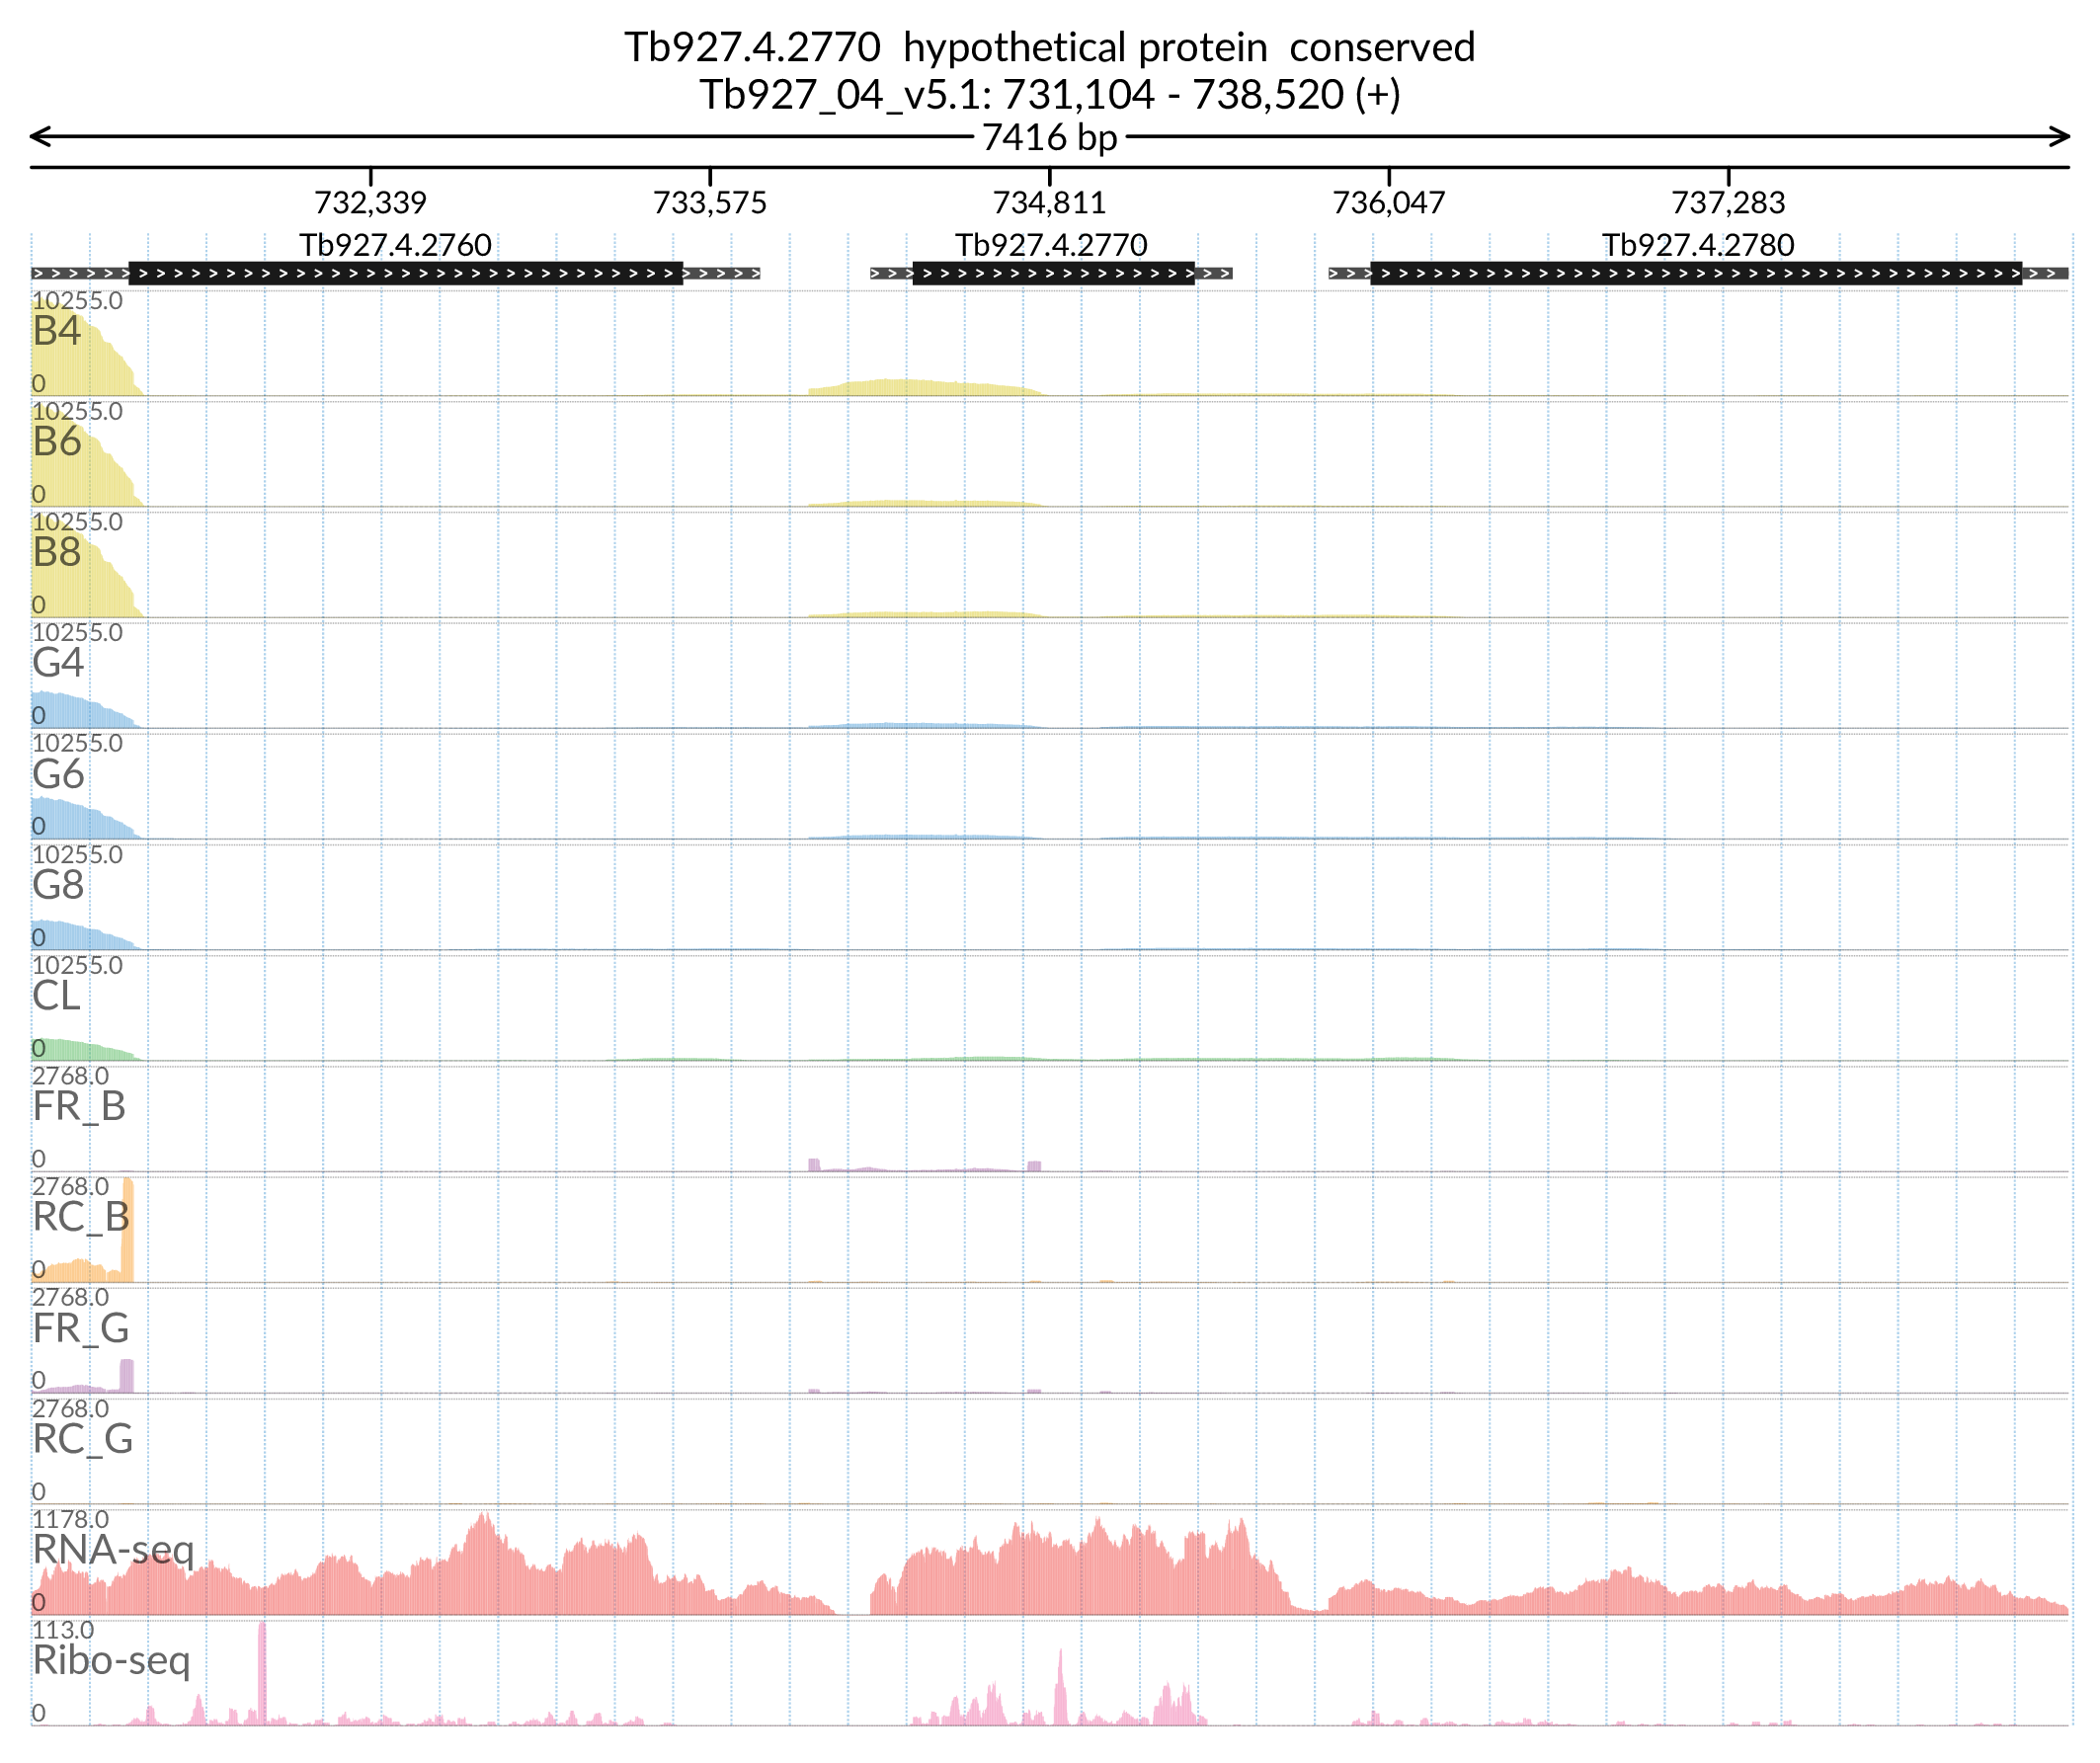 Tb927.4.2770  hypothetical protein  conserved
Tb927_04_v5.1: 731,104 - 738,520 (+)
7416 bp
732,339 733,575 734,811 736,047 737,283
Tb927.4.2760 Tb927.4.2770 Tb927.4.2780
10255.0
B4
0
10255.0
B6
0
10255.0
B8
0
10255.0
G4
0
10255.0
G6
0
10255.0
G8
0
10255.0
CL
0
2768.0
FR_B
0
2768.0
RC_B
0
2768.0
FR_G
0
2768.0
RC_G
0
1178.0
RNA-seq
0
113.0
Ribo-seq
0